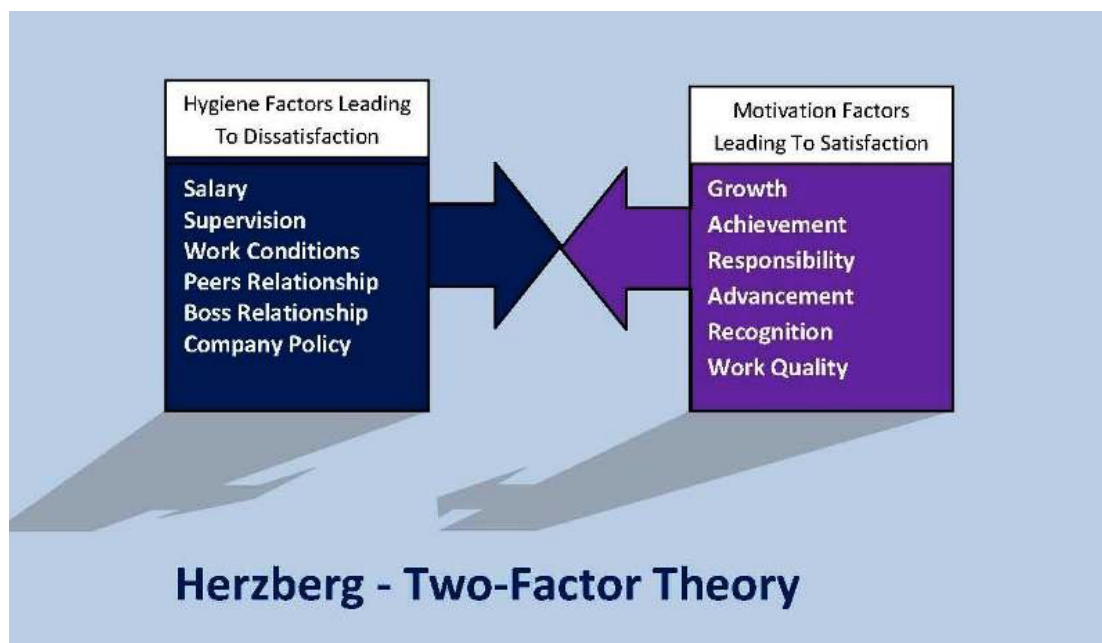 Hygiene Factors Leading
To Dissatisfaction
Salary
Supervision
Work Conditions
Peers Relationship
Boss Relationship
Company Policy
Motivation Factors
Leading To Satisfaction
Growth
Achievement
Responsibility
Advancement
Recognition
Work Quality
Herzberg - Two-Factor Theory